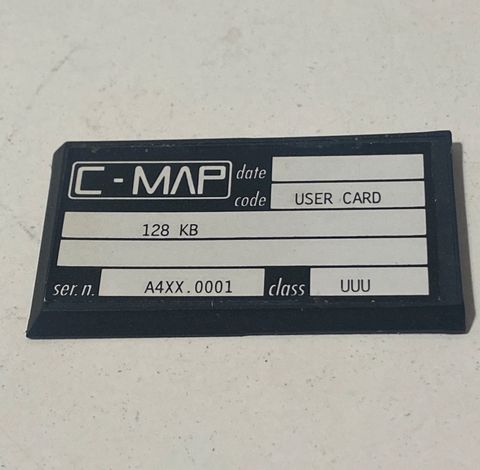 C-MAP
date
code USER CARD
128 KB
ser.n. A4XX.0001 class UUU